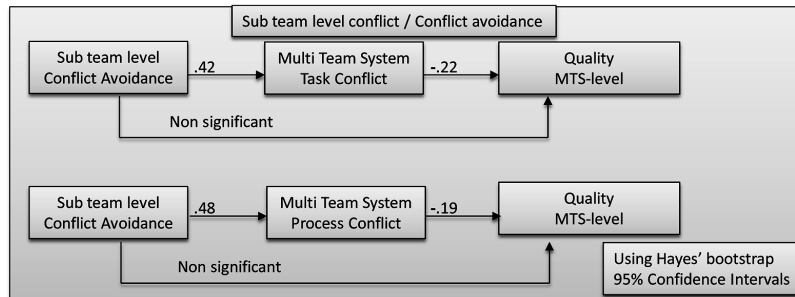 Sub team level conflict / Conflict avoidance
Sub team level
Conflict Avoidance
.42
Multi Team System
Task Conflict
-.22
Quality
MTS-level
Non significant
Sub team level
Conflict Avoidance
.48
Multi Team System
Process Conflict
-.19
Quality
MTS-level
Non significant
Using Hayes’ bootstrap
95% Confidence Intervals